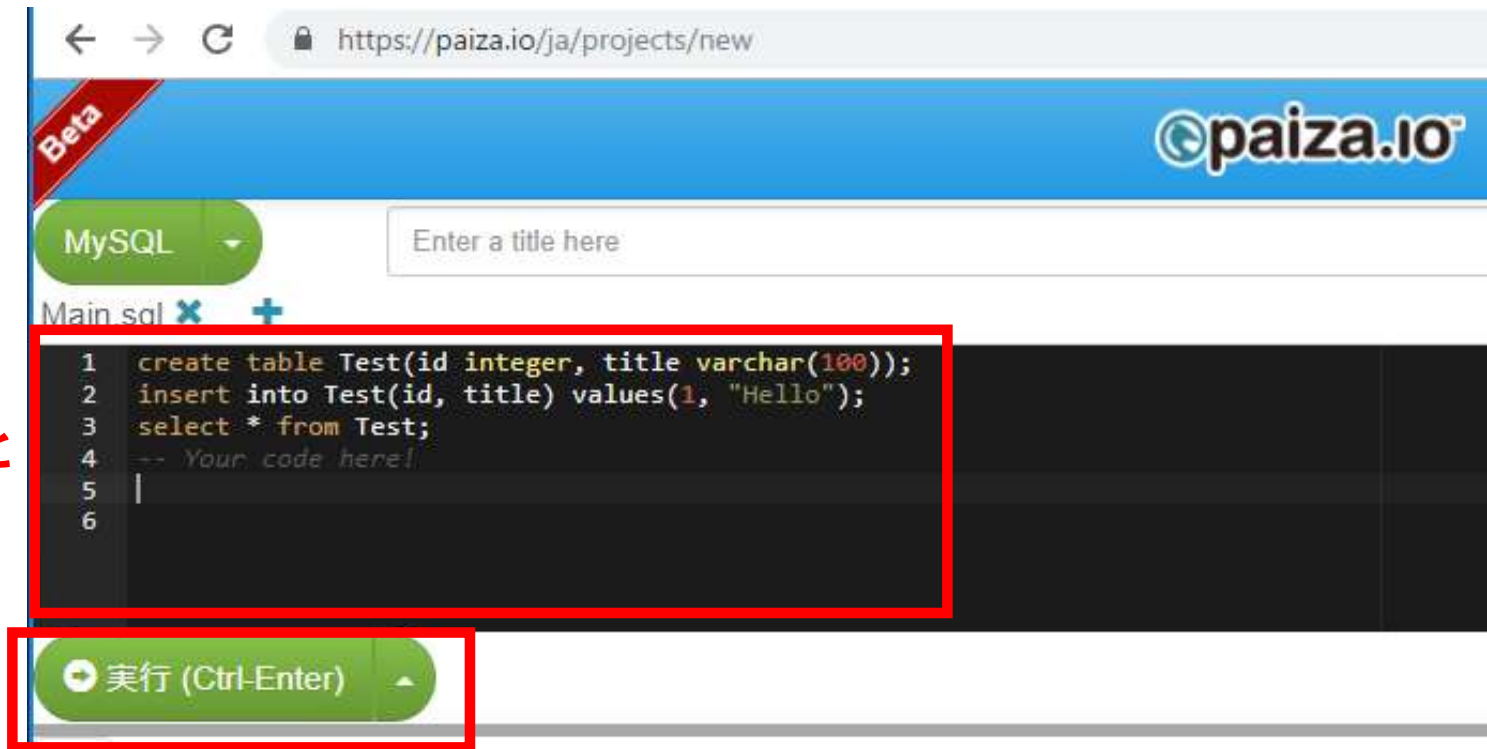 https://paiza.io/ja/projects/new
Beta
paiza.IO
MySQL
Enter a title here
Main.sql
1 create table Test(id integer, title varchar(100));
2 insert into Test(id, title) values(1, "Hello");
3 select * from Test;
4 -- Your code here!
と
5
6
実行 (Ctrl-Enter)